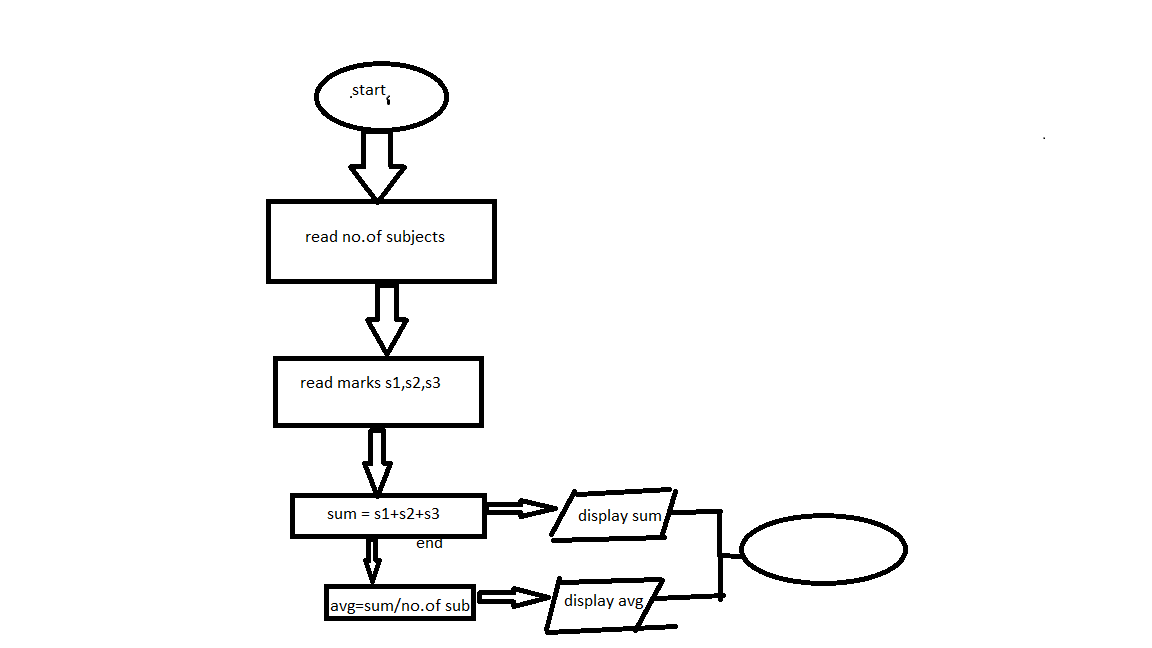 start
read no.of subjects
read marks s1,s2,s3
sum = s1+s2+s3
display sum
end
avg=sum/no.of sub
display avg